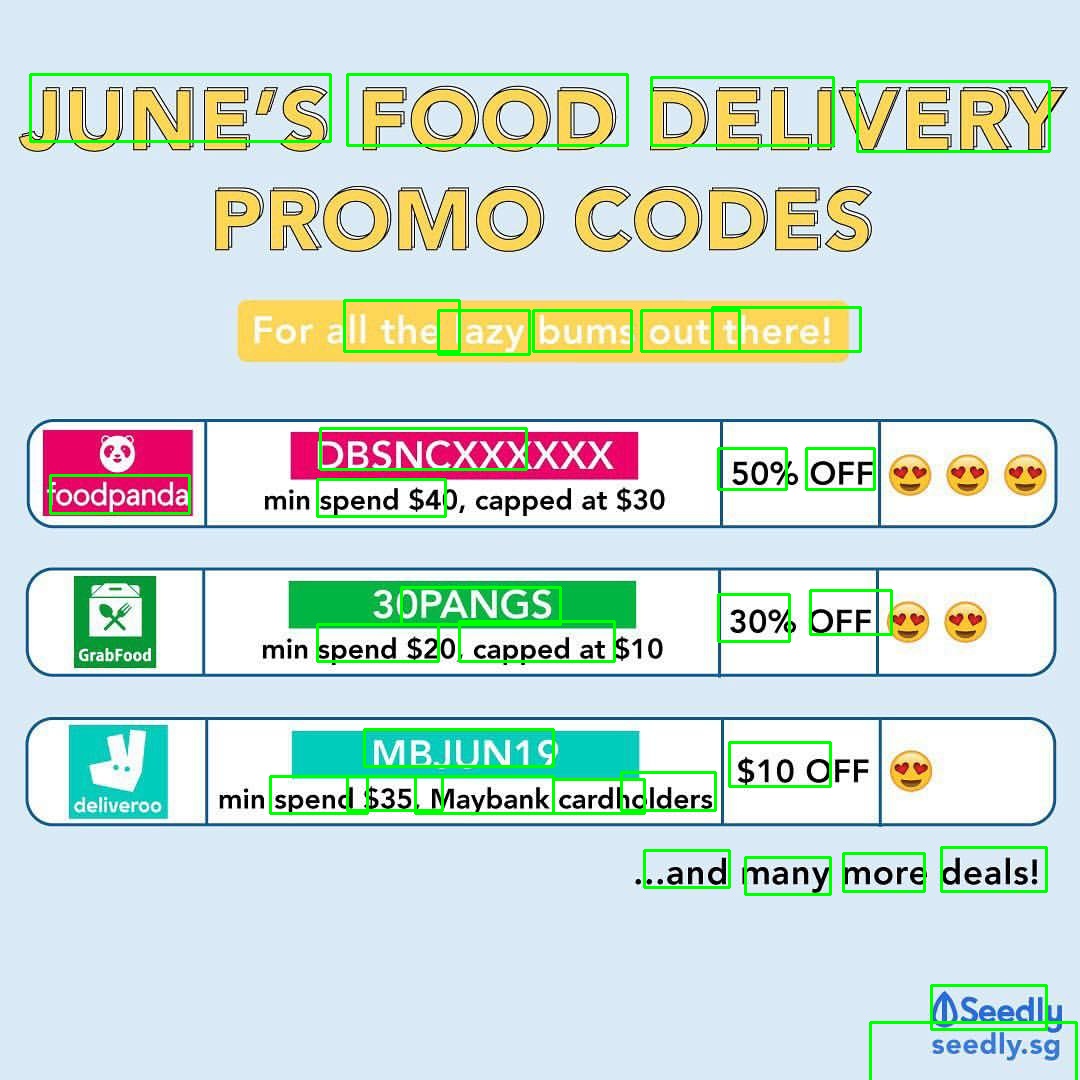 JUNE'S FOOD DELIVERY
PROMO CODES
For all the lazy bums out there!
foodpanda
DBSNCXXXXXX
min spend $40, capped at $30
50% OFF
GrabFood
30PANGS
min spend $20, capped at $10
30% OFF
deliveroo
MBJUN19
min spend $35, Maybank cardholders
$10 OFF
...and many more deals!
Seedly
seedly.sg